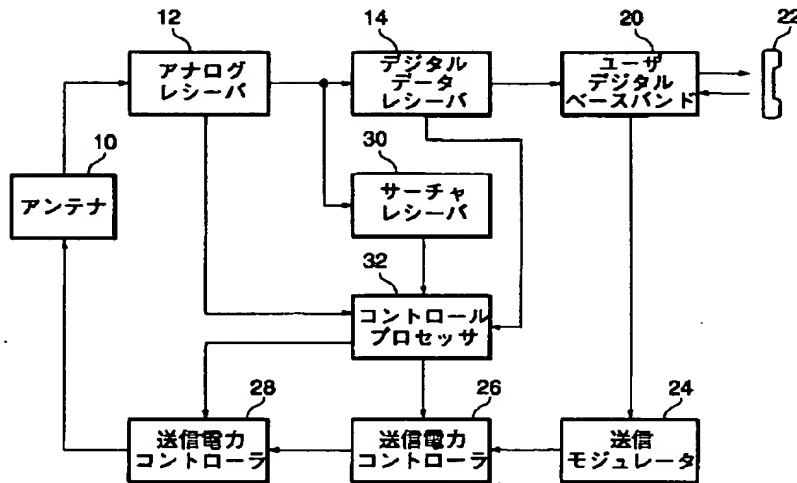 12
14
20
22
アナログ
レシーバ
デジタル
データ
レシーバ
ユーザ
デジタル
ベースバンド
10
アンテナ
30
サーチャ
レシーバ
32
コントロール
プロセッサ
28
送信電力
コントローラ
26
送信電力
コントローラ
24
送信
モジュレータ